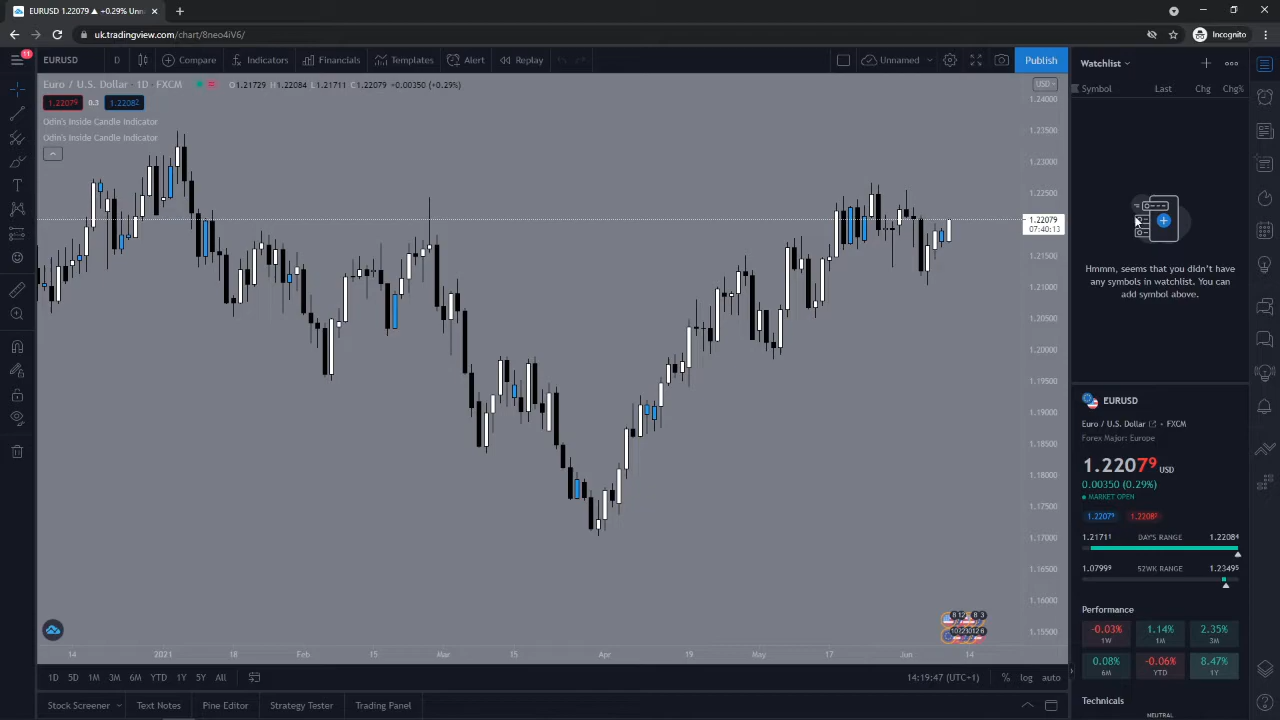 EURUSD 1.22079 ▲ +0.29% Unn
uk.tradingview.com/chart/8neo4iV6/
Incognito
11
EURUSD
D
Compare
Indicators
Financials
Templates
Alert
Replay
Unnamed
Publish
Euro / U.S. Dollar · 1D · FXCM
O1.21729 H1.22084 L1.21711 C1.22079 +0.00350 (+0.29%)
1.22079
0.3
1.22082
Odin's Inside Candle Indicator
Odin's Inside Candle Indicator
USD
1.24000
1.23500
1.23000
1.22500
1.22079
07:40:13
1.21500
1.21000
1.20500
1.20000
1.19500
1.19000
1.18500
1.18000
1.17500
1.17000
1.16500
1.16000
1.15500
14
2021
18
Feb
15
Mar
15
Apr
19
May
17
Jun
14
1D 5D 1M 3M 6M YTD 1Y 5Y All
14:19:47 (UTC+1)
% log auto
Stock Screener
Text Notes
Pine Editor
Strategy Tester
Trading Panel
Watchlist
Symbol Last Chg Chg%
Hmmm, seems that you didn't have
any symbols in watchlist. You can
add symbol above.
EURUSD
Euro / U.S. Dollar • FXCM
Forex Major: Europe
1.22079 USD
0.00350 (0.29%)
MARKET OPEN
1.22079
1.21711 DAY'S RANGE 1.22084
1.07999 52WK RANGE 1.23495
Performance
-0.03%
1W
1.14%
1M
2.35%
3M
0.08%
6M
-0.06%
YTD
8.47%
1Y
Technicals
NEUTRAL